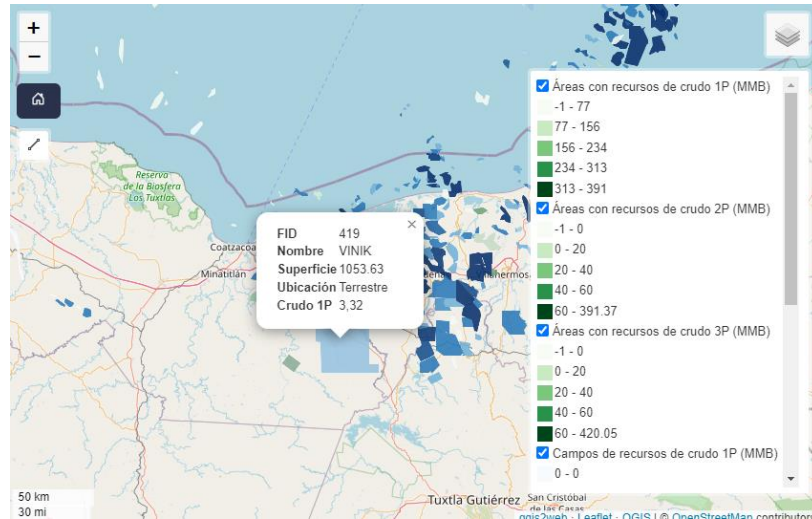 +
−
Reserva
de la Biosfera
Los Tuxtlas
Minatitlán
FID 419
Nombre VINIK
Superficie 1053.63
Ubicación Terrestre
Crudo 1P 3,32
×
Áreas con recursos de crudo 1P (MMB)
-1 - 77
77 - 156
156 - 234
234 - 313
313 - 391
Áreas con recursos de crudo 2P (MMB)
-1 - 0
0 - 20
20 - 40
40 - 60
60 - 391.37
Áreas con recursos de crudo 3P (MMB)
-1 - 0
0 - 20
20 - 40
40 - 60
60 - 420.05
Campos de recursos de crudo 1P (MMB)
0 - 0
50 km
30 mi
Tuxtla Gutiérrez
San Cristóbal
de las Casas
qgis2web · Leaflet · QGIS | © OpenStreetMap contributors